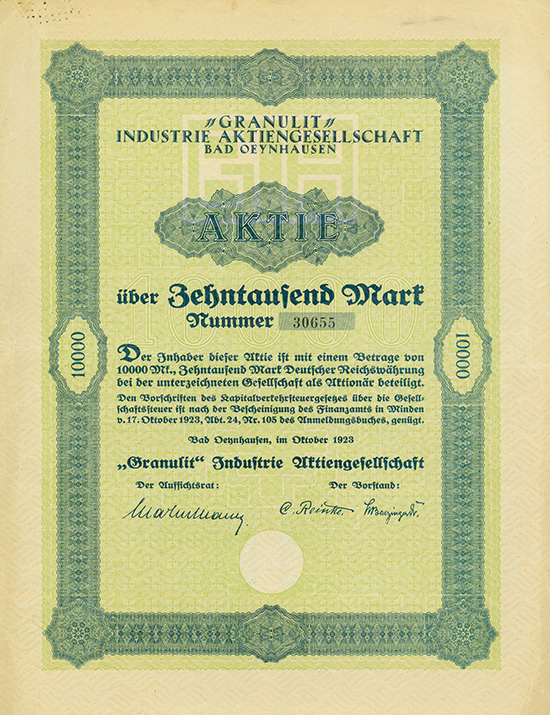 „GRANULIT„
INDUSTRIE AKTIENGESELLSCHAFT
BAD OEYNHAUSEN
AKTIE
über Zehntausend Mark
Nummer 30655
10000
10000
Der Inhaber dieser Aktie ist mit einem Betrage von
10000 Mk., Zehntausend Mark Deutscher Reichswährung
bei der unterzeichneten Gesellschaft als Aktionär beteiligt.
Den Vorschriften des Kapitalverkehrsteuergesetzes über die Gesell-
schaftssteuer ist nach der Bescheinigung des Finanzamts in Minden
v. 17. Oktober 1923, Abt. 24, Nr. 105 des Anmeldungsbuches, genügt.
Bad Oeynhausen, im Oktober 1923
„Granulit“ Industrie Aktiengesellschaft
Der Aufsichtsrat: Der Vorstand:
C. Reinke.